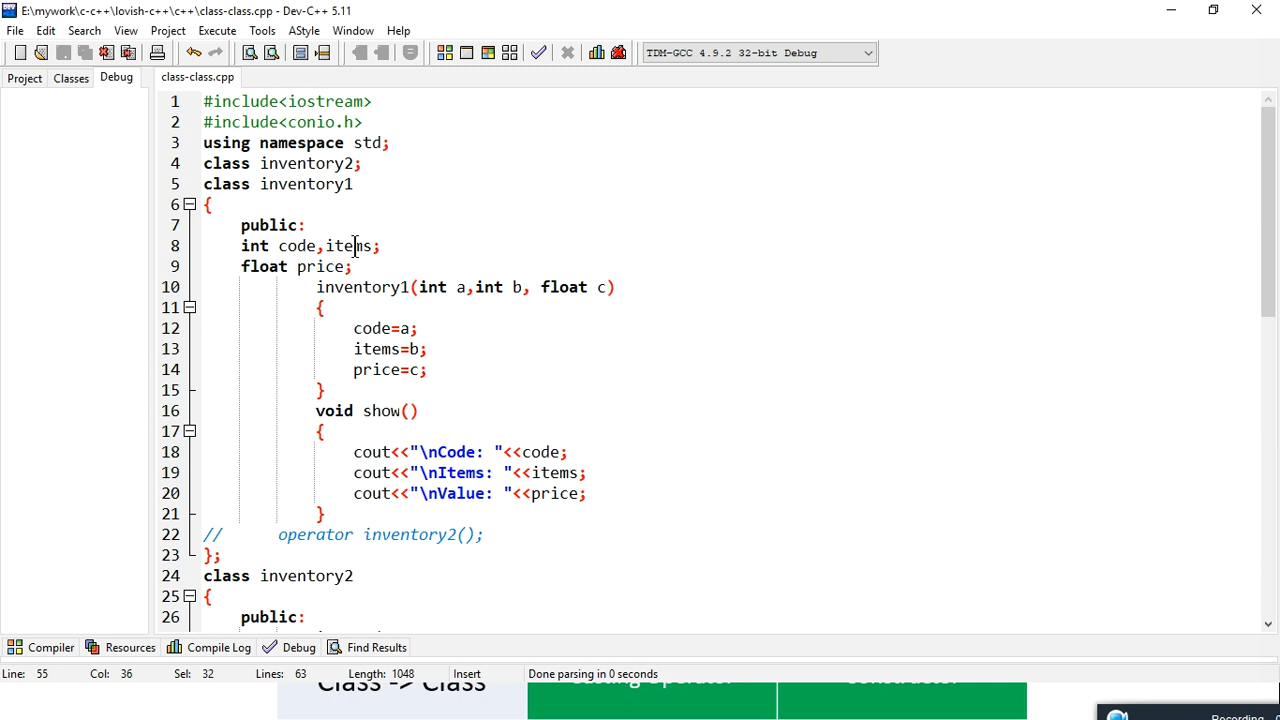 E:\mywork\c-c++\lovish-c++\c++\class-class.cpp - Dev-C++ 5.11
File Edit Search View Project Execute Tools AStyle Window Help
TDM-GCC 4.9.2 32-bit Debug
Project Classes Debug class-class.cpp
1 #include<iostream>
2 #include<conio.h>
3 using namespace std;
4 class inventory2;
5 class inventory1
6 {
7 public:
8 int code,items;
9 float price;
10 inventory1(int a,int b, float c)
11 {
12 code=a;
13 items=b;
14 price=c;
15 }
16 void show()
17 {
18 cout<<"\nCode: "<<code;
19 cout<<"\nItems: "<<items;
20 cout<<"\nValue: "<<price;
21 }
22 // operator inventory2();
23 };
24 class inventory2
25 {
26 public:
Compiler Resources Compile Log Debug Find Results
Line: 55 Col: 36 Sel: 32 Lines: 63 Length: 1048 Insert Done parsing in 0 seconds
Class -> Class